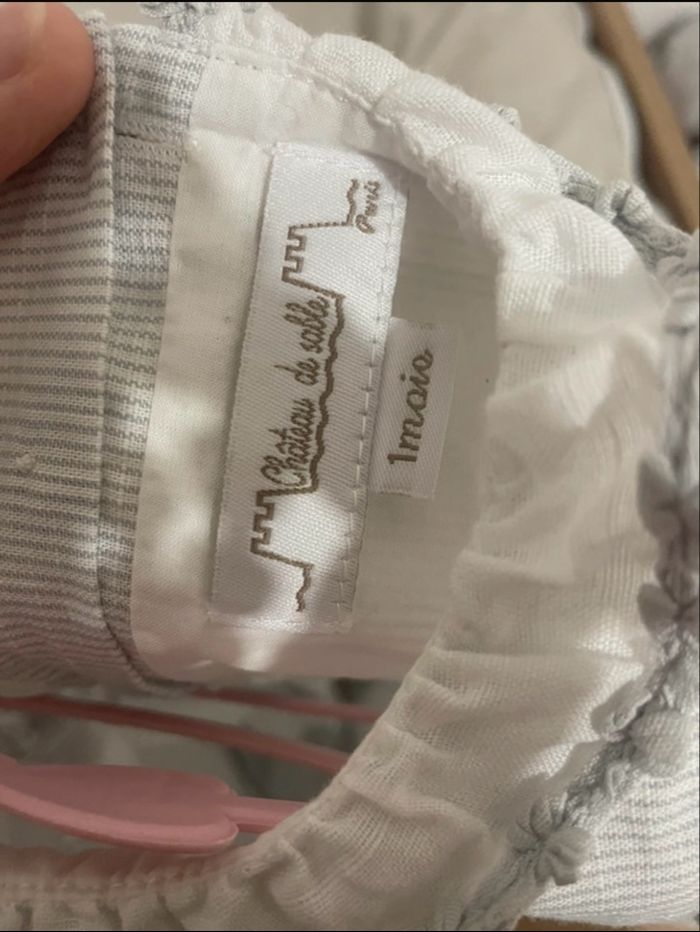 Château de sable
Paris
1mois